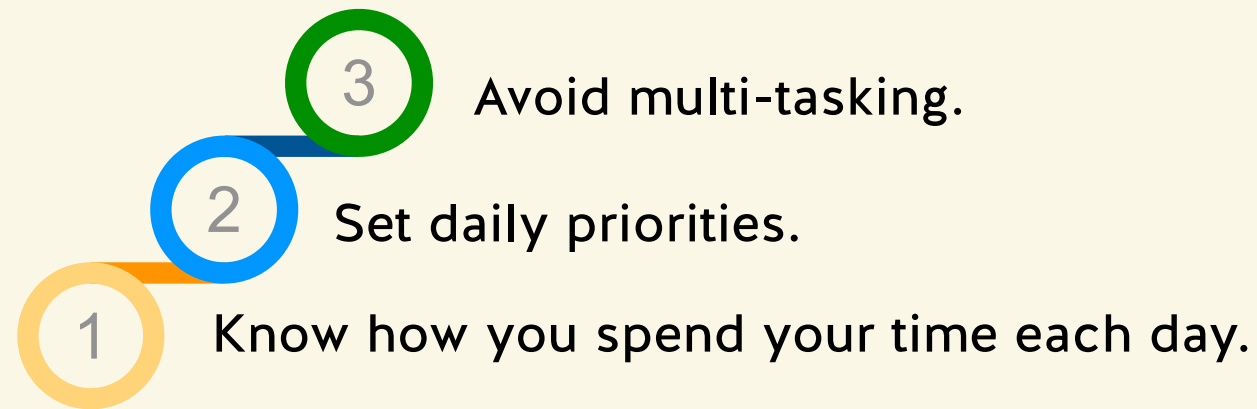 3 Avoid multi-tasking.
2 Set daily priorities.
1 Know how you spend your time each day.